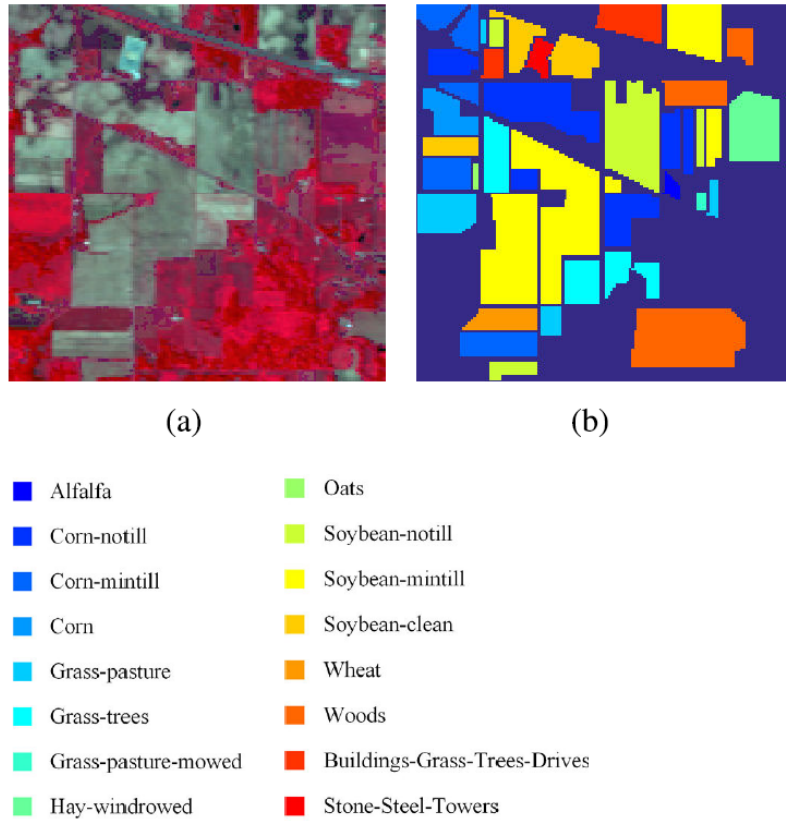 (a)
(b)
Alfalfa
Corn-notill
Corn-mintill
Corn
Grass-pasture
Grass-trees
Grass-pasture-mowed
Hay-windrowed
Oats
Soybean-notill
Soybean-mintill
Soybean-clean
Wheat
Woods
Buildings-Grass-Trees-Drives
Stone-Steel-Towers